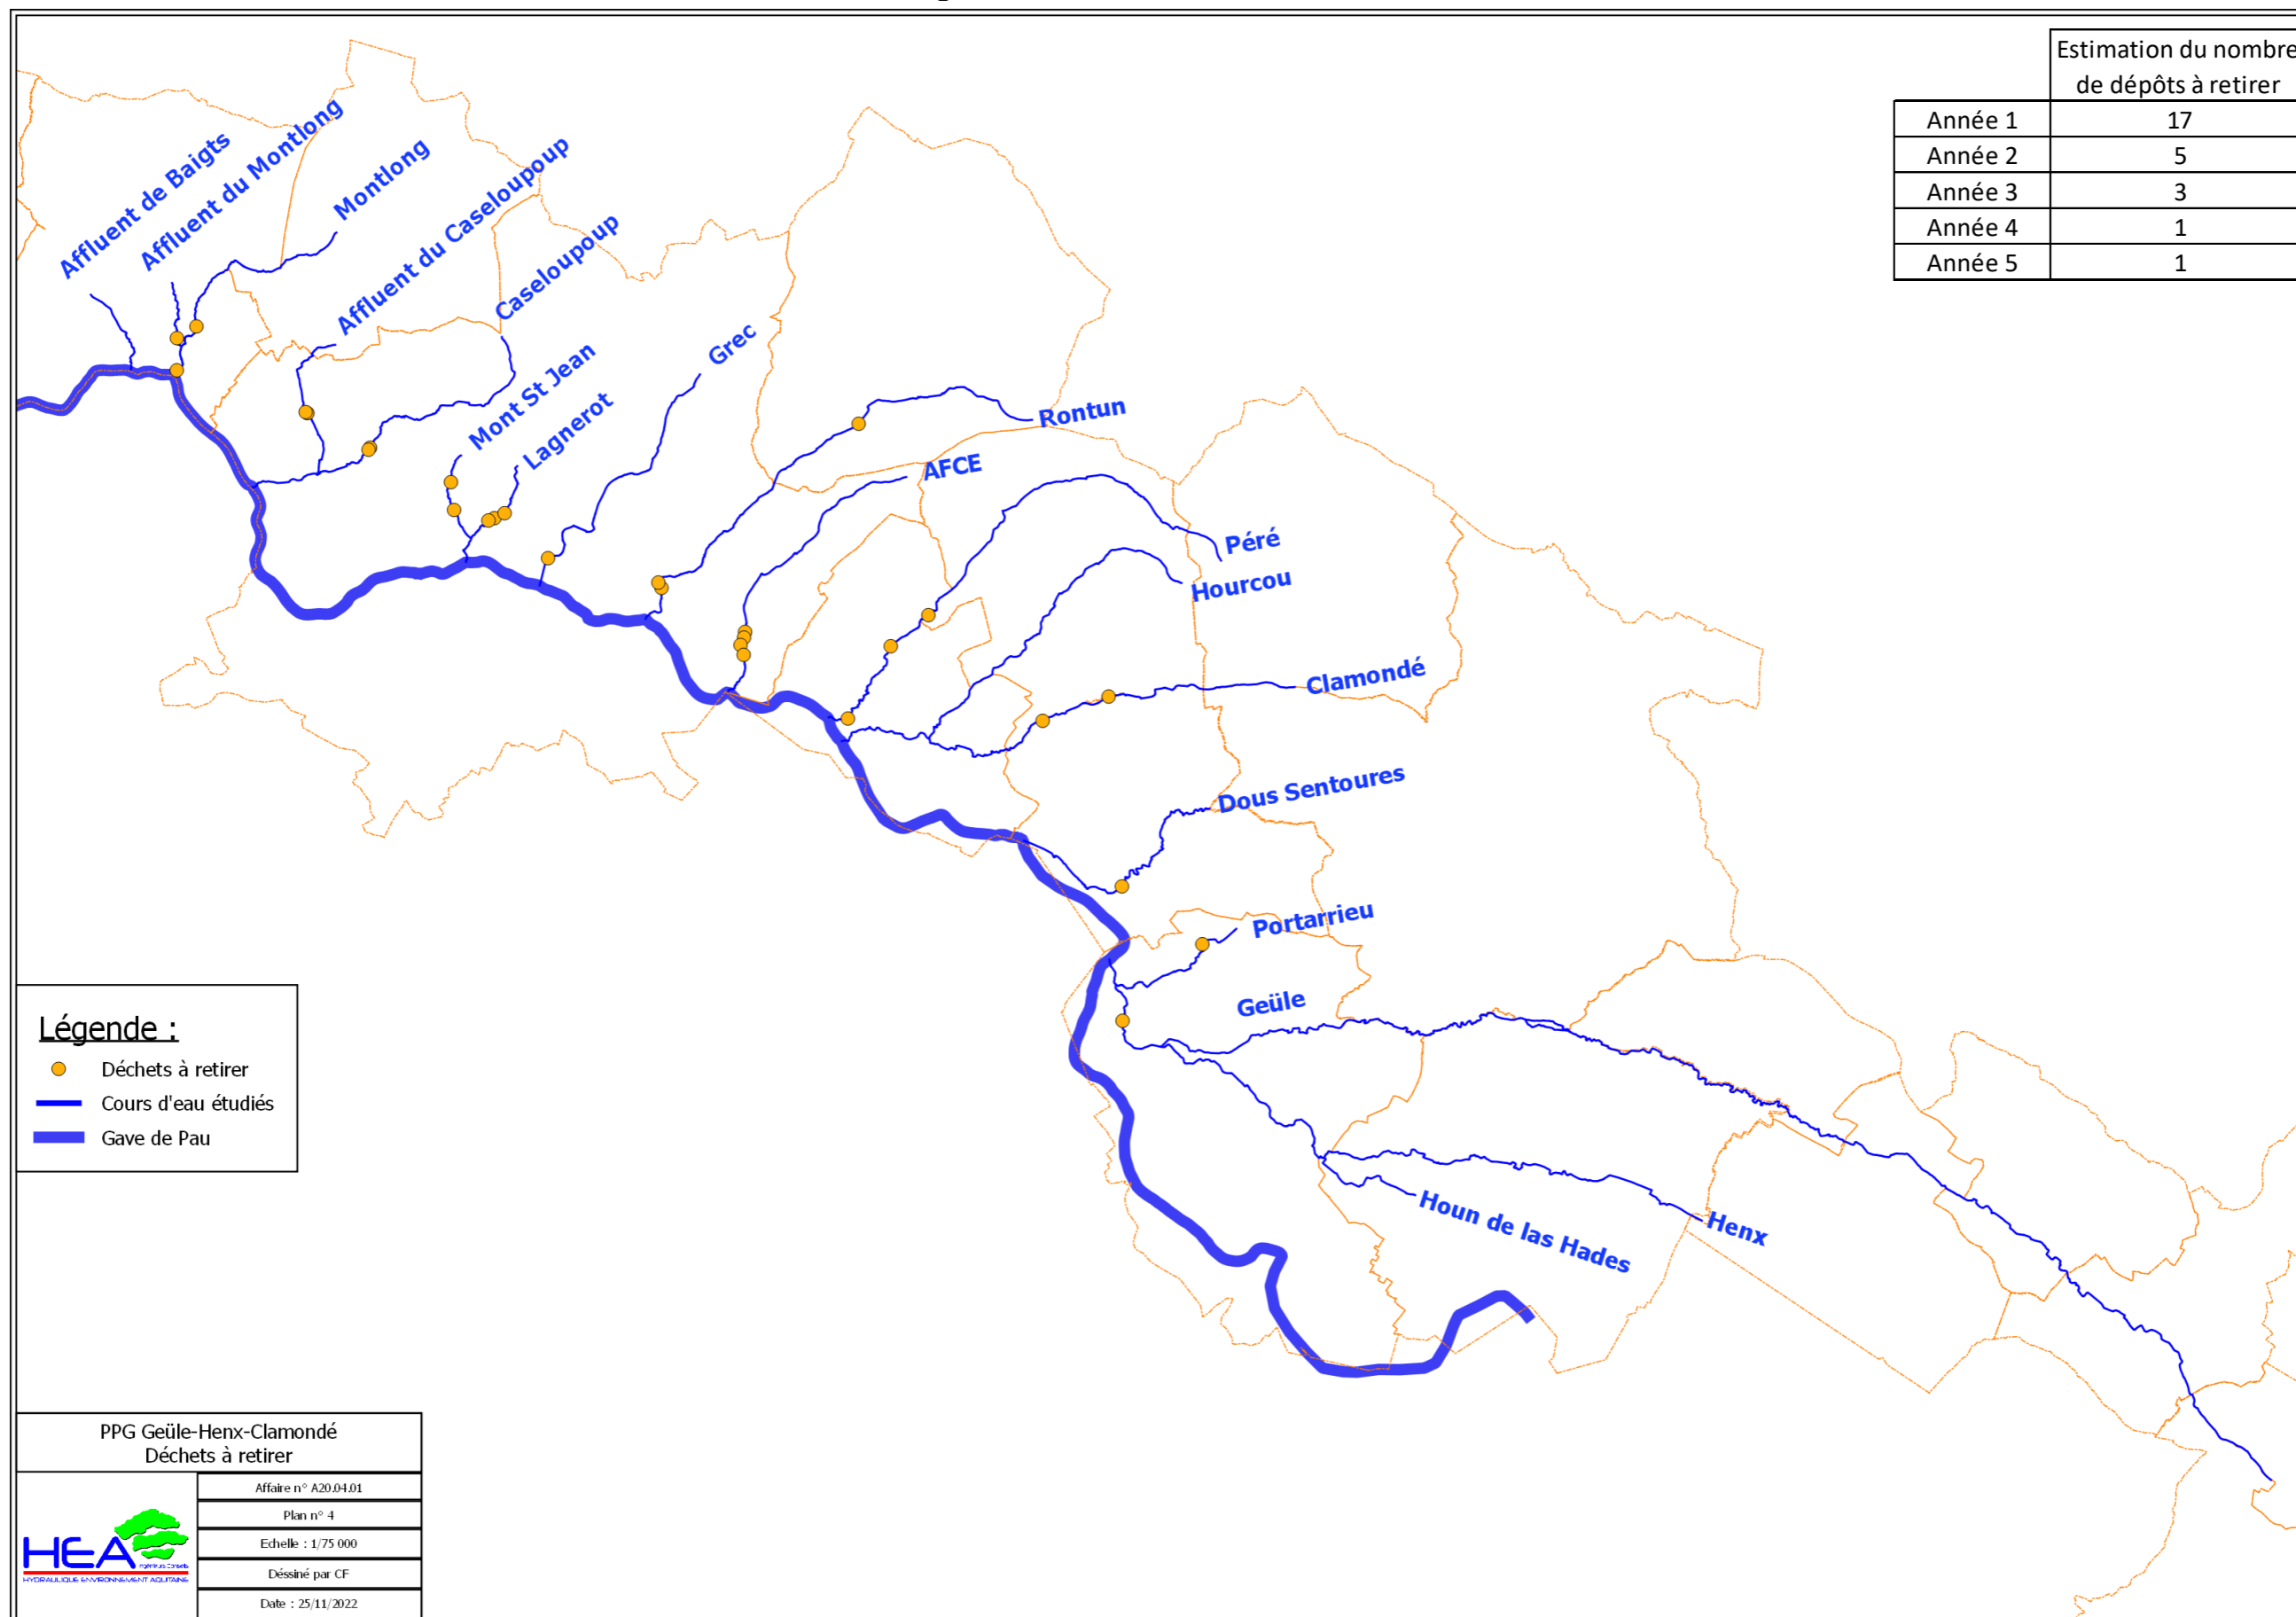 Estimation du nombre
de dépôts à retirer
Année 1 17
Année 2 5
Année 3 3
Année 4 1
Année 5 1
Affluent de Baigts
Affluent du Montlong
Montlong
Affluent du Caseloupoup
Caseloupoup
Mont St Jean
Lagnerot
Grec
Rontun
AFCE
Péré
Hourcou
Clamondé
Dous Sentoures
Portarrieu
Geüle
Houn de las Hades
Henx
Légende :
Déchets à retirer
Cours d'eau étudiés
Gave de Pau
PPG Geüle-Henx-Clamondé
Déchets à retirer
Affaire n° A20.04.01
Plan n° 4
Echelle : 1/75 000
Déssiné par CF
Date : 25/11/2022
HEA
Ingénieurs Conseils
HYDRAULIQUE ENVIRONNEMENT AQUITAINE